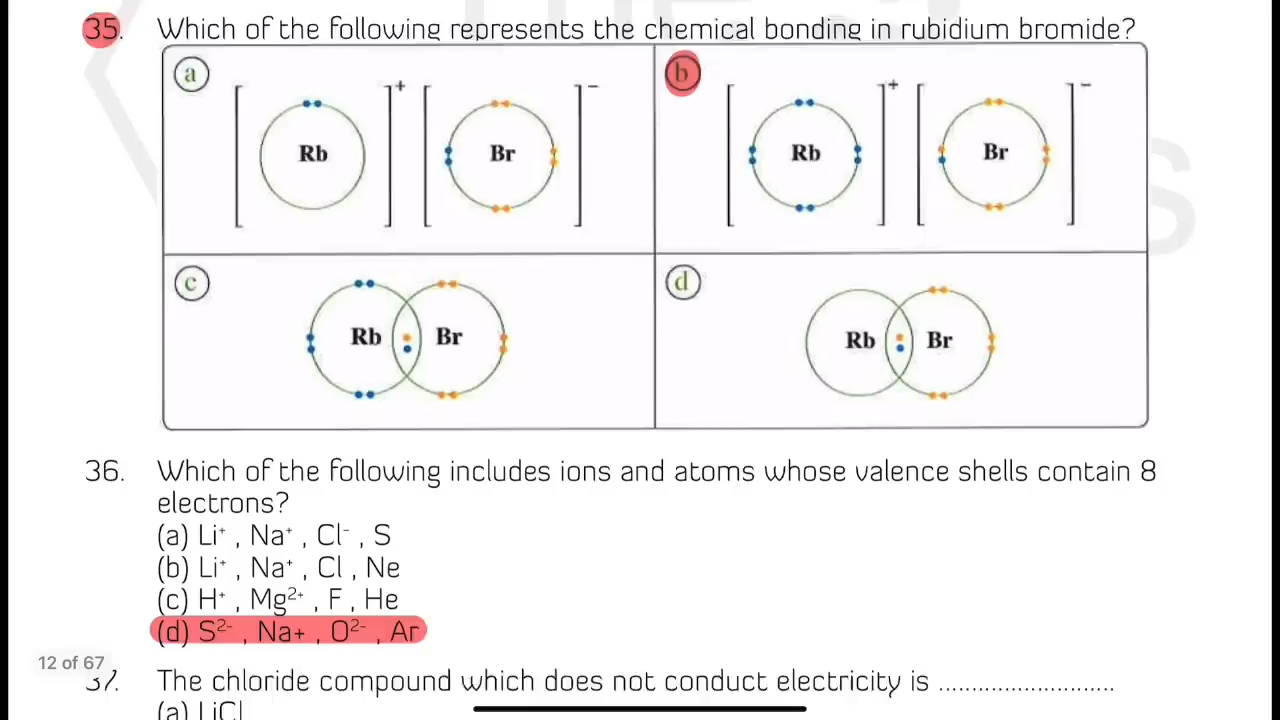 35. Which of the following represents the chemical bonding in rubidium bromide?
a b
Rb + Br − Rb + Br −
c d
Rb Br Rb Br
36. Which of the following includes ions and atoms whose valence shells contain 8
electrons?
(a) Li⁺ , Na⁺ , Cl⁻ , S
(b) Li⁺ , Na⁺ , Cl , Ne
(c) H⁺ , Mg²⁺ , F , He
(d) S²⁻ , Na+ , O²⁻ , Ar
12 of 67
37. The chloride compound which does not conduct electricity is ..........................
(a) LiCl